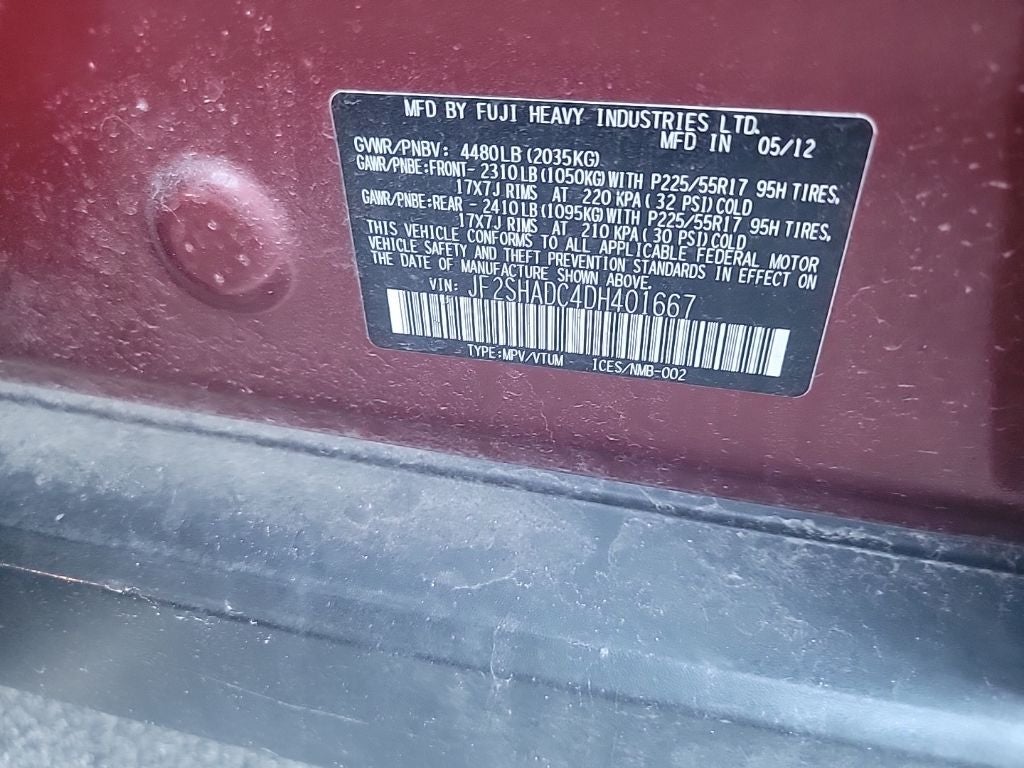 MFD BY FUJI HEAVY INDUSTRIES LTD.
MFD IN 05/12
GVWR/PNBV: 4480LB (2035KG)
GAWR/PNBE:FRONT- 2310LB (1050KG) WITH P225/55R17 95H TIRES,
17X7J RIMS AT 220 KPA ( 32 PSI) COLD
GAWR/PNBE:REAR - 2410LB (1095KG) WITH P225/55R17 95H TIRES,
17X7J RIMS AT 210 KPA ( 30 PSI) COLD
THIS VEHICLE CONFORMS TO ALL APPLICABLE FEDERAL MOTOR
VEHICLE SAFETY AND THEFT PREVENTION STANDARDS IN EFFECT ON
THE DATE OF MANUFACTURE SHOWN ABOVE.
VIN: JF2SHADC4DH401667
TYPE:MPV/VTUM ICES/NMB-002